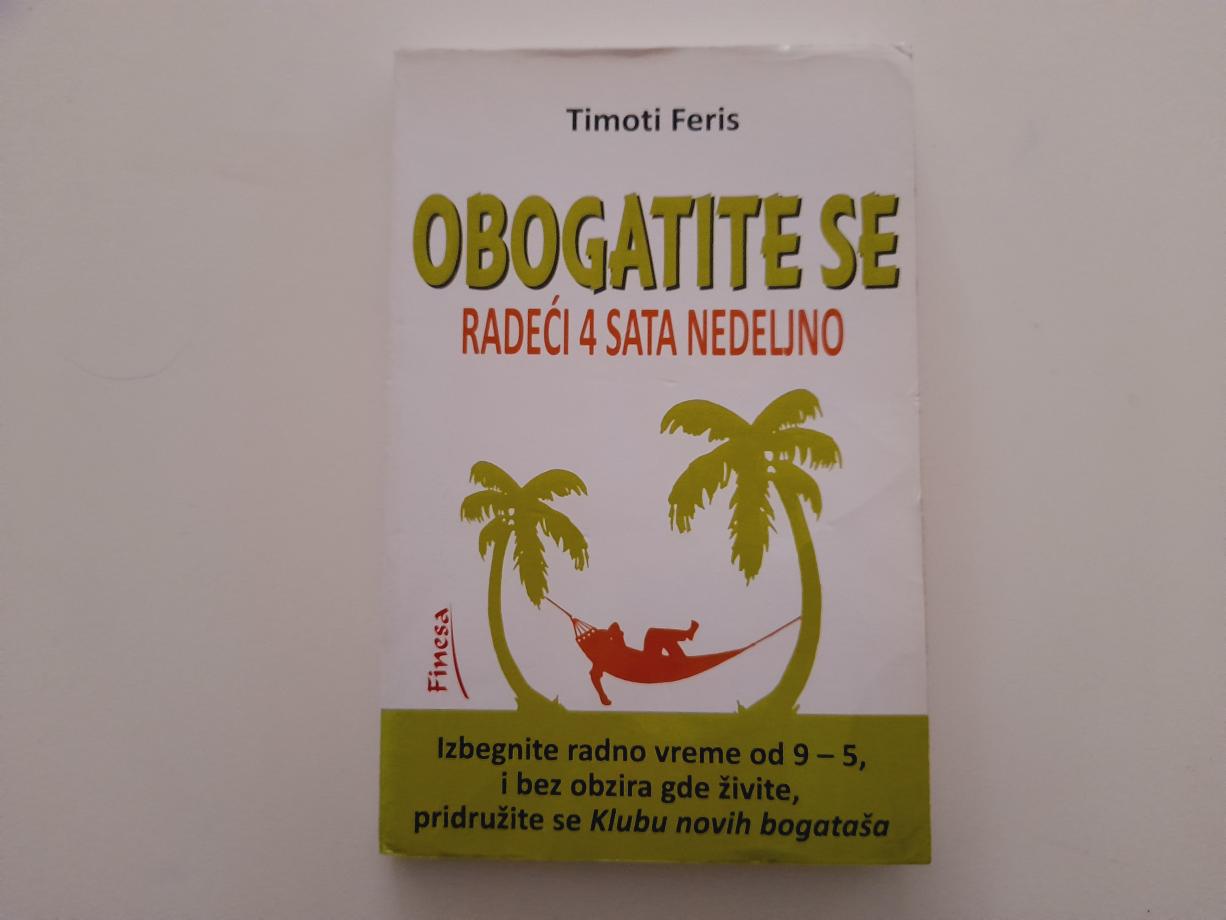 Timoti Feris
OBOGATITE SE
RADEĆI 4 SATA NEDELJNO
Finesa
Izbegnite radno vreme od 9 – 5,
i bez obzira gde živite,
pridružite se Klubu novih bogataša